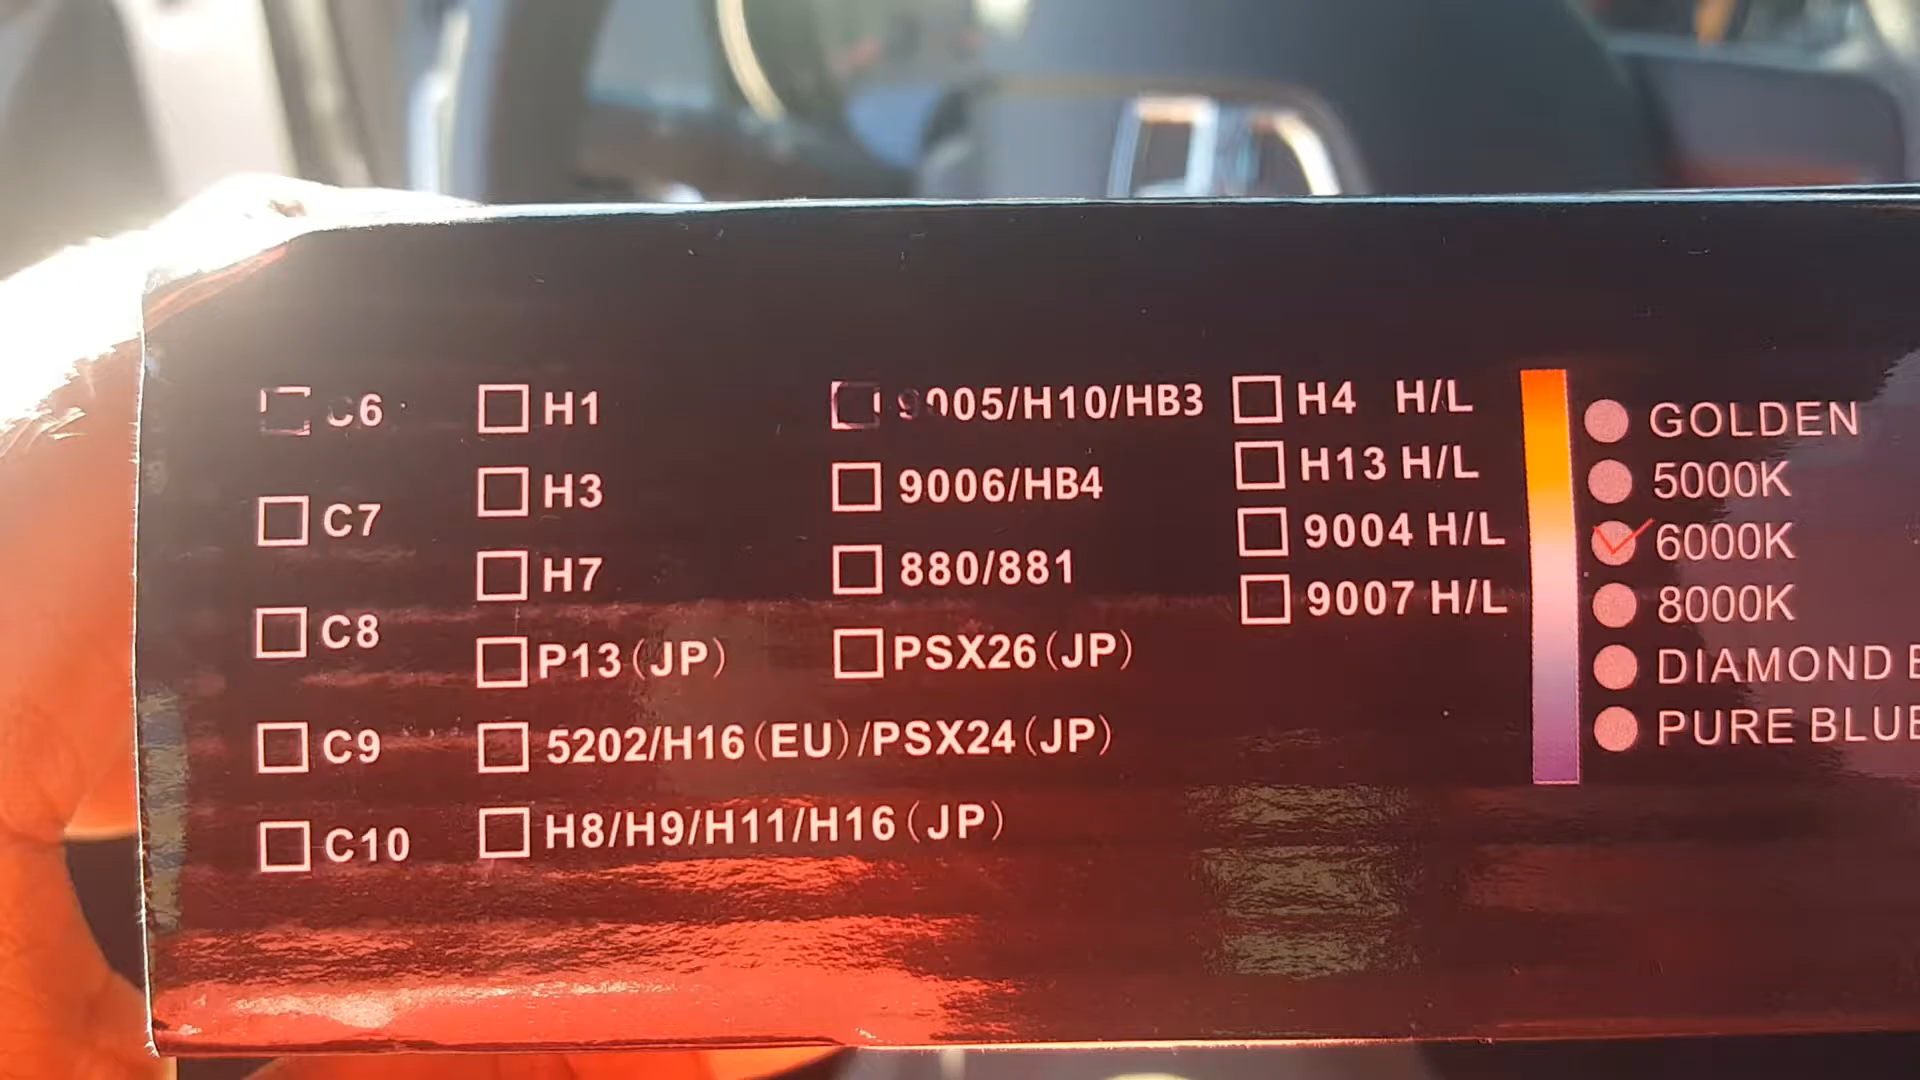 C6
C7
C8
C9
C10
H1
H3
H7
P13(JP)
5202/H16(EU)/PSX24(JP)
H8/H9/H11/H16(JP)
9005/H10/HB3
9006/HB4
880/881
PSX26(JP)
H4 H/L
H13 H/L
9004 H/L
9007 H/L
GOLDEN
5000K
6000K
8000K
DIAMOND
PURE BLUE